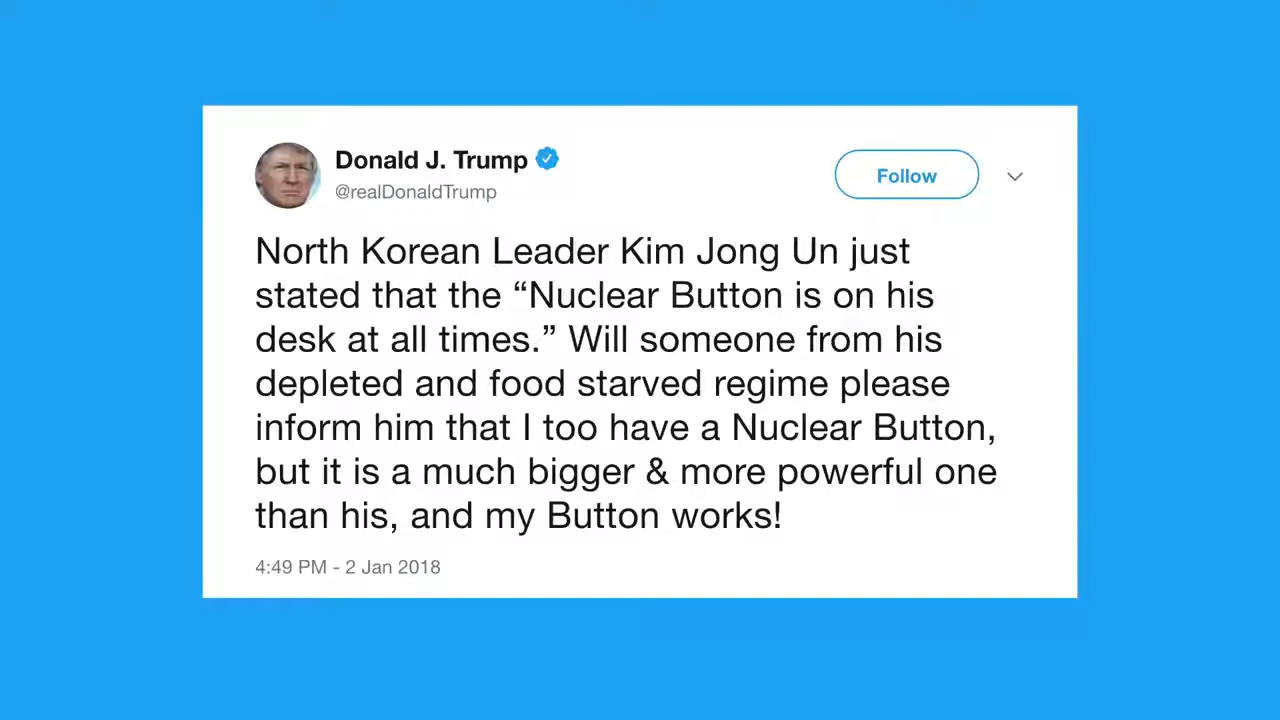 Donald J. Trump
@realDonaldTrump
Follow
North Korean Leader Kim Jong Un just
stated that the “Nuclear Button is on his
desk at all times.” Will someone from his
depleted and food starved regime please
inform him that I too have a Nuclear Button,
but it is a much bigger & more powerful one
than his, and my Button works!
4:49 PM - 2 Jan 2018